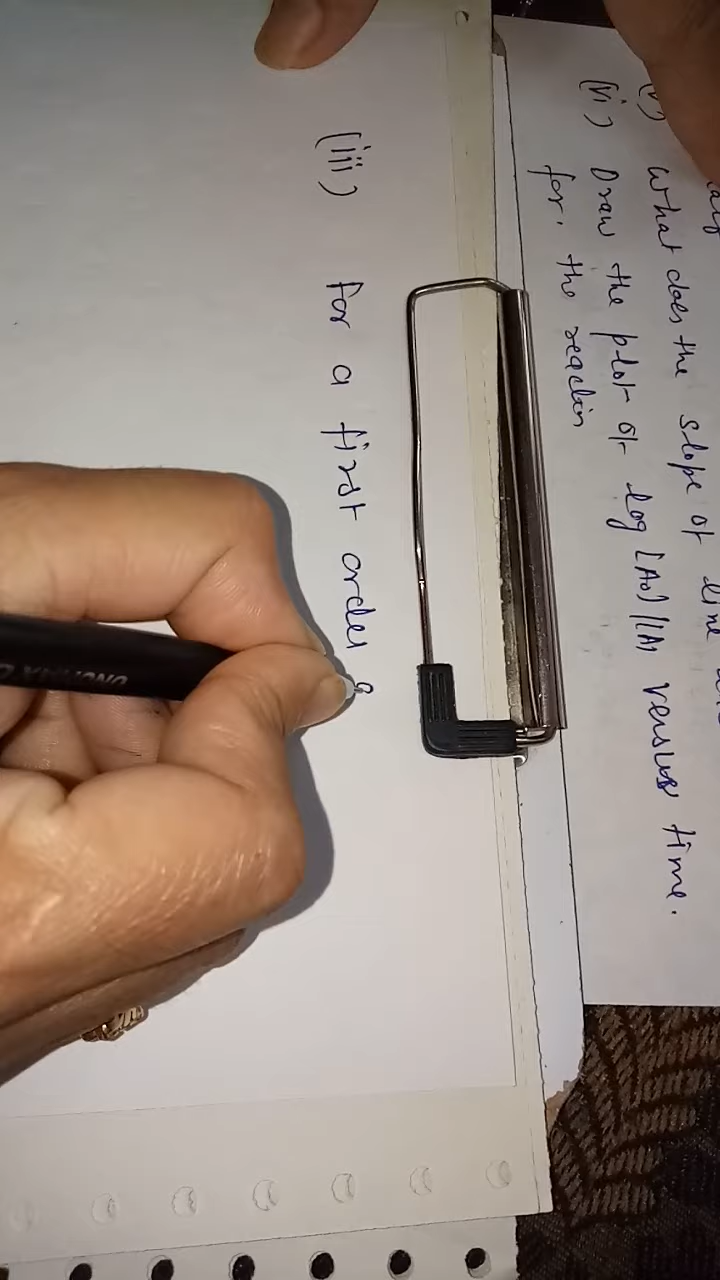 (v) What does the slope of line
(vi) Draw the plot of log [A₀]/[A] versus time.
for, the reaction
(iii) for a first order